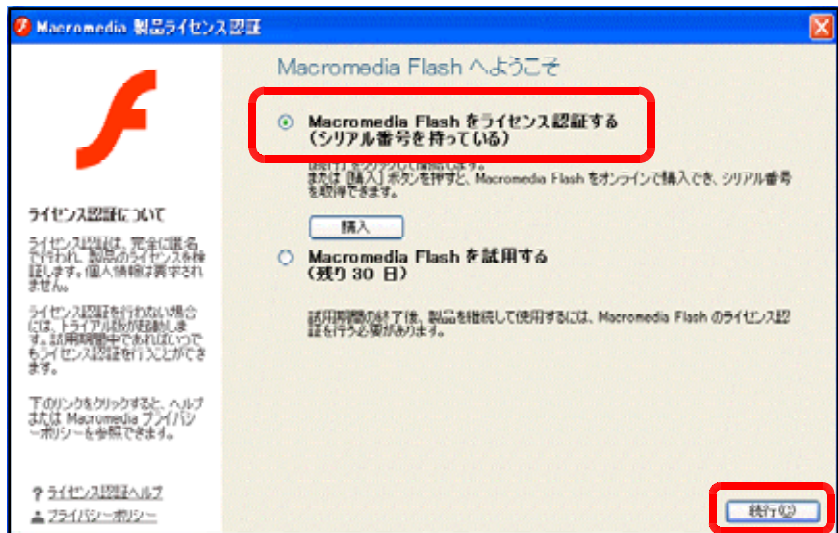 Macromedia 製品ライセンス認証
Macromedia Flash へようこそ
Macromedia Flash をライセンス認証する
(シリアル番号を持っている)
[続行] をクリックして開始します。
または [購入] ボタンを押すと、Macromedia Flash をオンラインで購入でき、シリアル番号
を取得できます。
購入
Macromedia Flash を試用する
(残り 30 日)
試用期間の終了後、製品を継続して使用するには、Macromedia Flash のライセンス認
証を行う必要があります。
ライセンス認証について
ライセンス認証は、完全に匿名
で行われ、製品のライセンスを検
証します。個人情報は要求され
ません。
ライセンス認証を行わない場合
には、トライアル版が起動しま
す。試用期間中であればいつで
もライセンス認証を行うことができ
ます。
下のリンクをクリックすると、ヘルプ
または Macromedia プライバシ
ーポリシーを参照できます。
? ライセンス認証ヘルプ
プライバシーポリシー
続行(C)